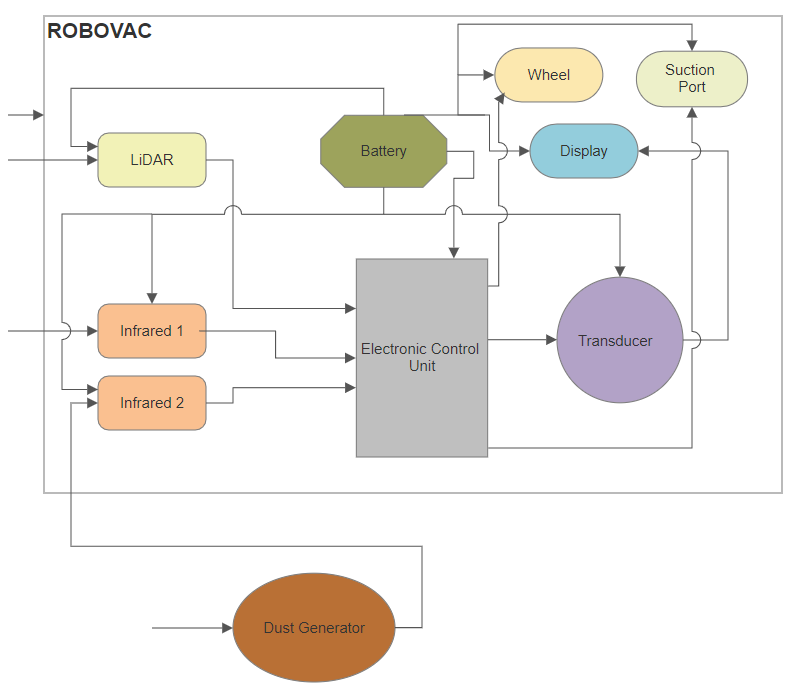 ROBOVAC
Wheel
Suction
Port
LiDAR
Battery
Display
Infrared 1
Electronic Control
Unit
Transducer
Infrared 2
Dust Generator